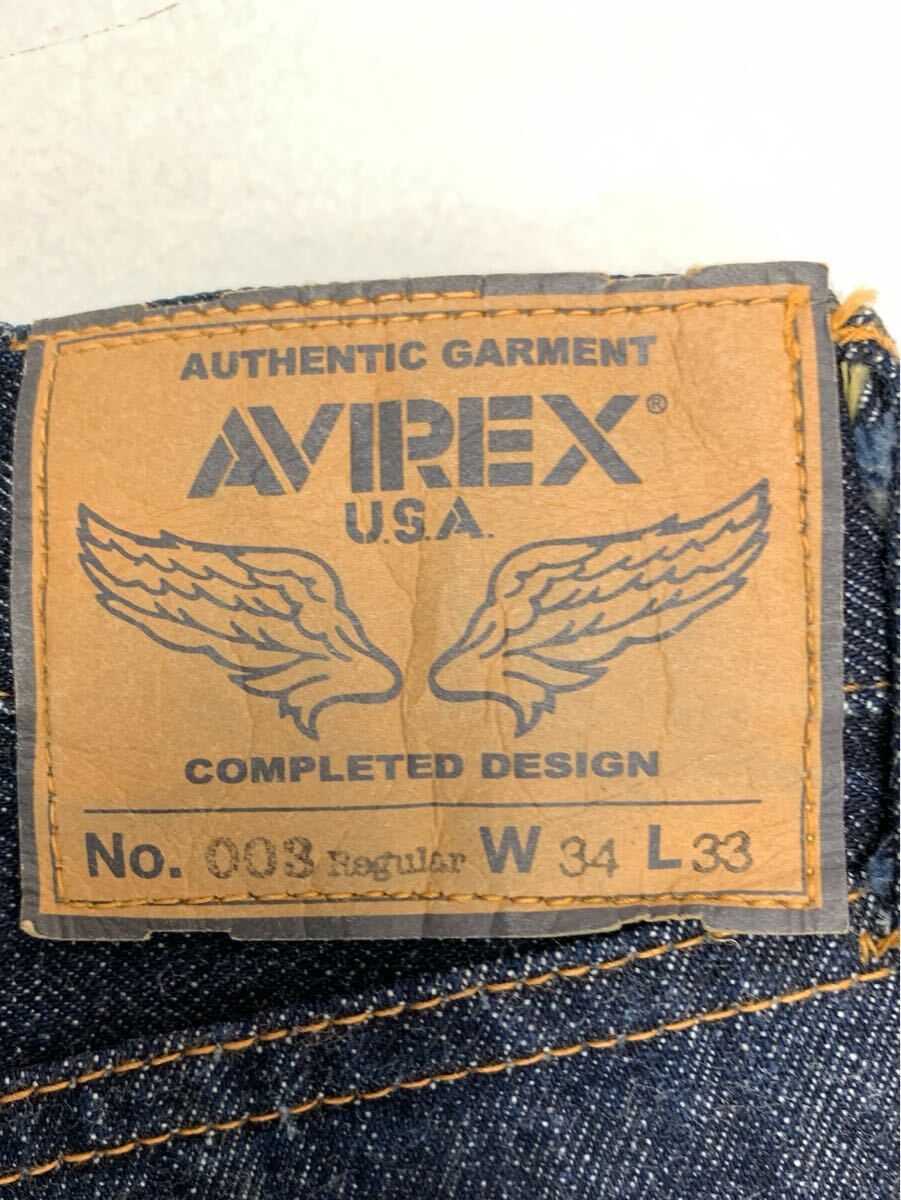 AUTHENTIC GARMENT
AVIREX®
U.S.A.
COMPLETED DESIGN
No. 003 Regular W 34 L 33